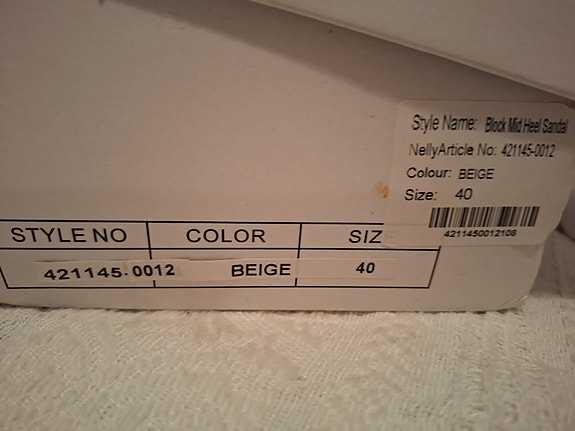 Style Name: Block Mid Heel Sandal
NellyArticle No: 421145-0012
Colour: BEIGE
Size: 40
4211450012108
STYLE NO COLOR SIZ
421145-0012 BEIGE 40